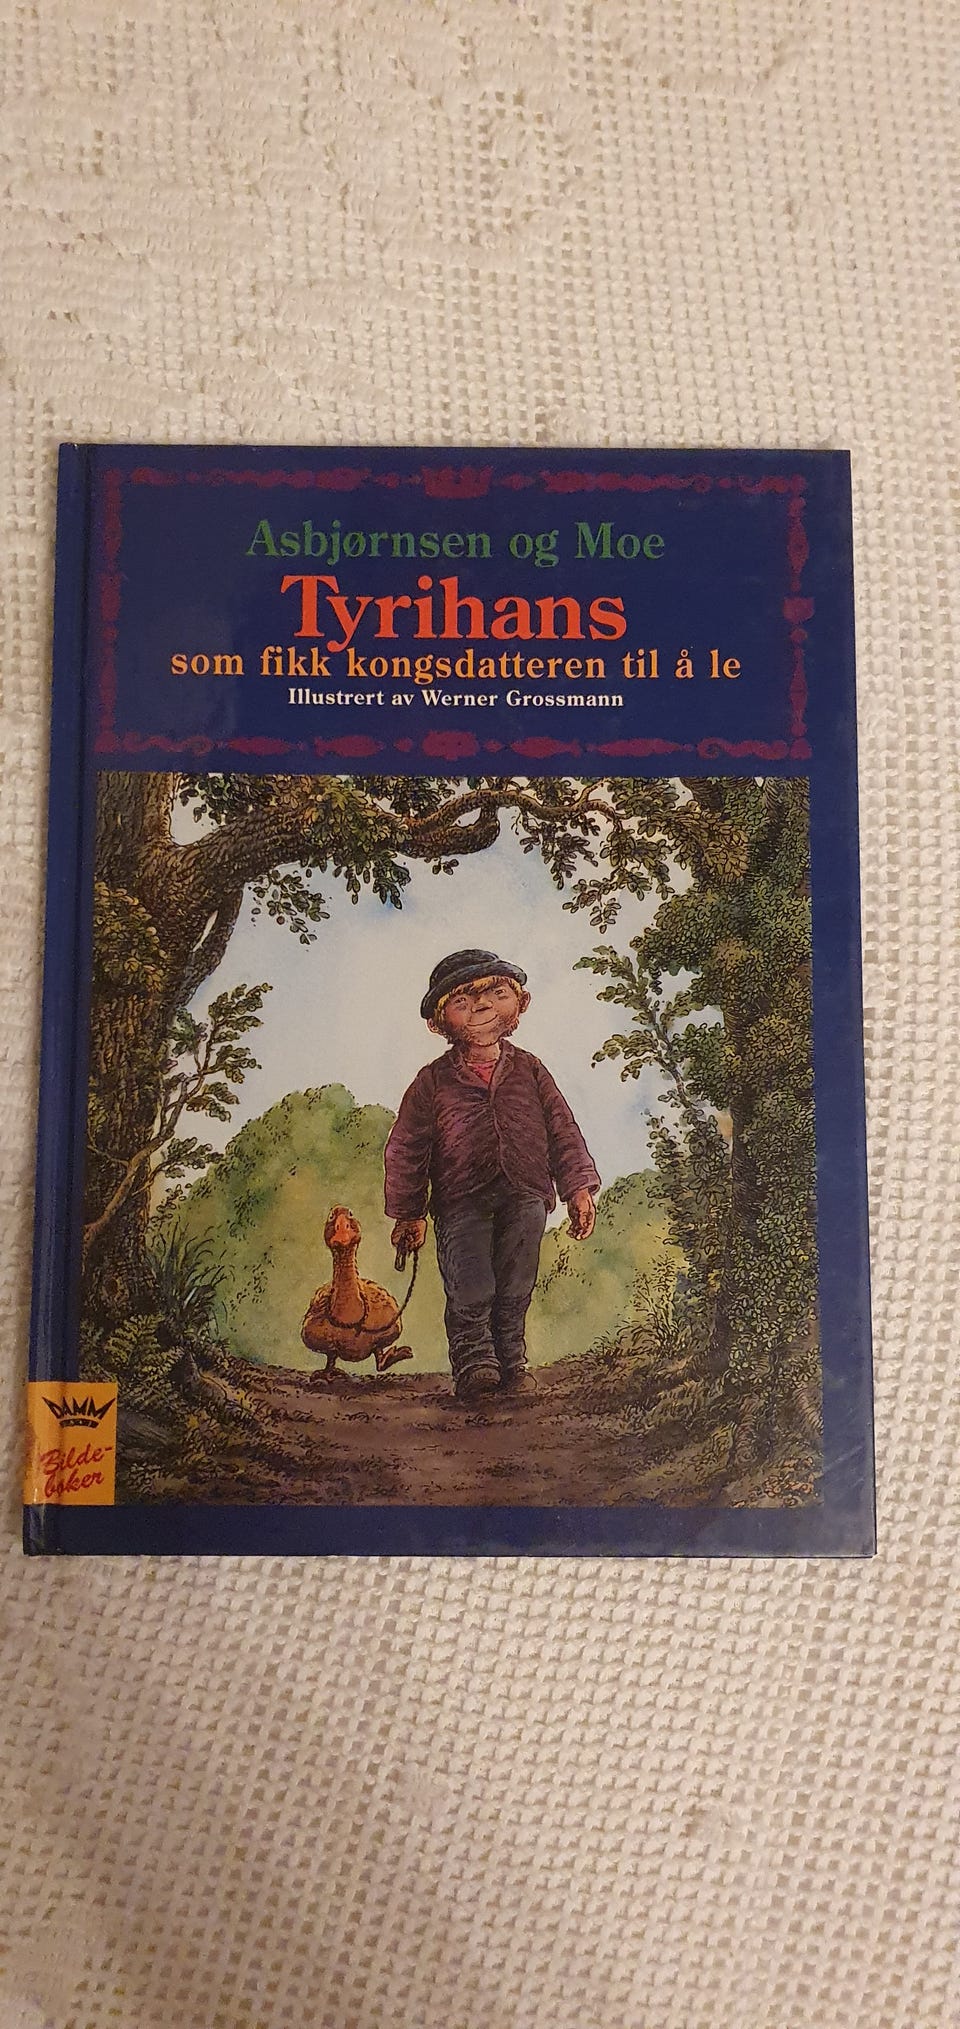 Asbjørnsen og Moe
Tyrihans
som fikk kongsdatteren til å le
Illustrert av Werner Grossmann
DAMM
Bilde-
bøker